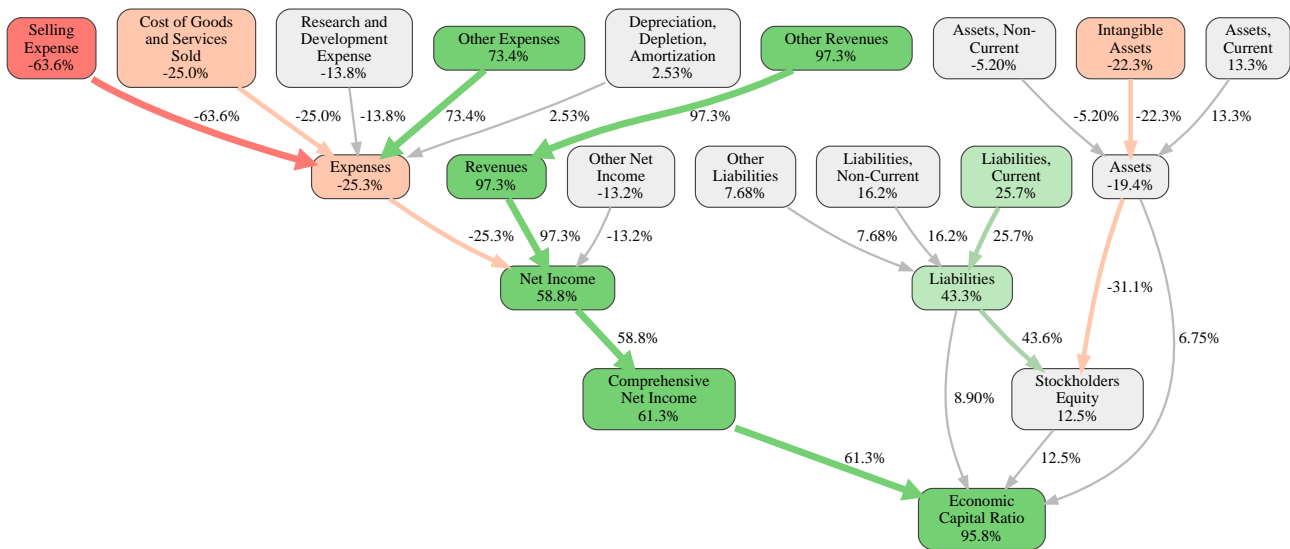 Selling
Expense
-63.6%
Cost of Goods
and Services
Sold
-25.0%
Research and
Development
Expense
-13.8%
Other Expenses
73.4%
Depreciation,
Depletion,
Amortization
2.53%
Other Revenues
97.3%
Assets, Non-
Current
-5.20%
Intangible
Assets
-22.3%
Assets,
Current
13.3%
-63.6%
-25.0%
-13.8%
73.4%
2.53%
97.3%
-5.20%
-22.3%
13.3%
Expenses
-25.3%
Revenues
97.3%
Other Net
Income
-13.2%
Other
Liabilities
7.68%
Liabilities,
Non-Current
16.2%
Liabilities,
Current
25.7%
Assets
-19.4%
-25.3%
97.3%
-13.2%
7.68%
16.2%
25.7%
Net Income
58.8%
Liabilities
43.3%
-31.1%
58.8%
43.6%
6.75%
Comprehensive
Net Income
61.3%
8.90%
Stockholders
Equity
12.5%
61.3%
12.5%
Economic
Capital Ratio
95.8%